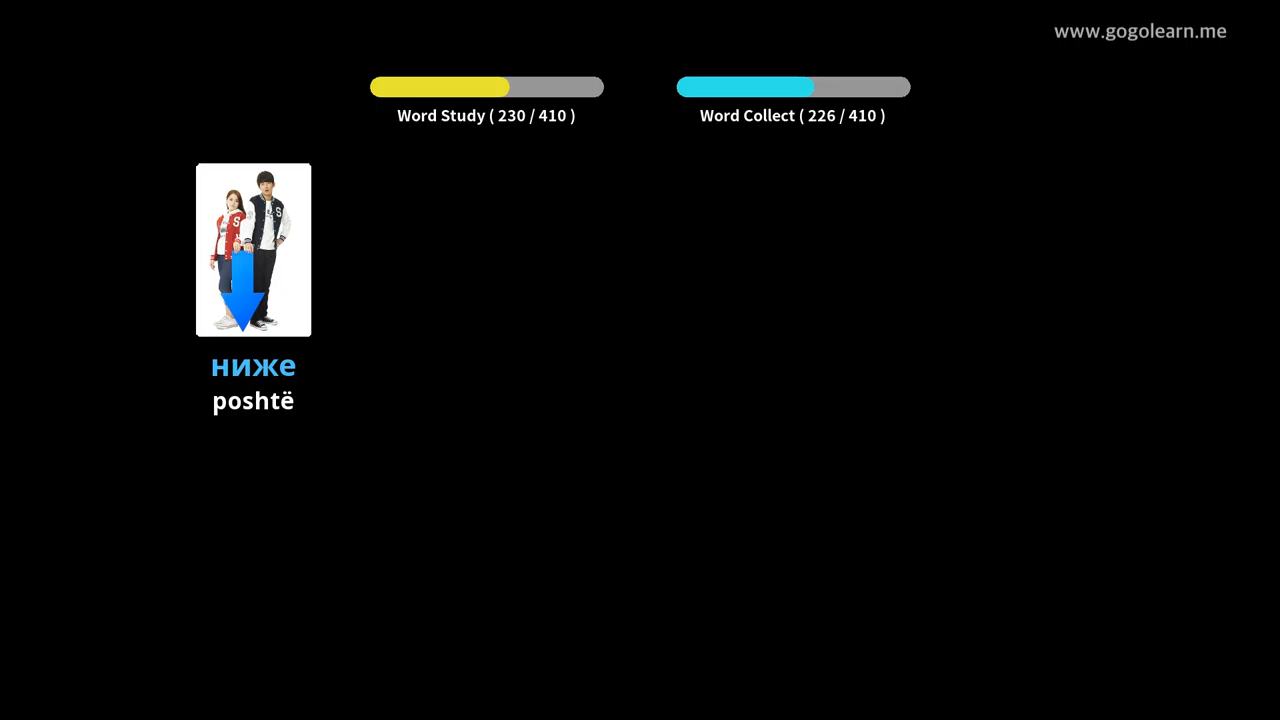 www.gogolearn.me
Word Study ( 230 / 410 )
Word Collect ( 226 / 410 )
S
S
ниже
poshtë